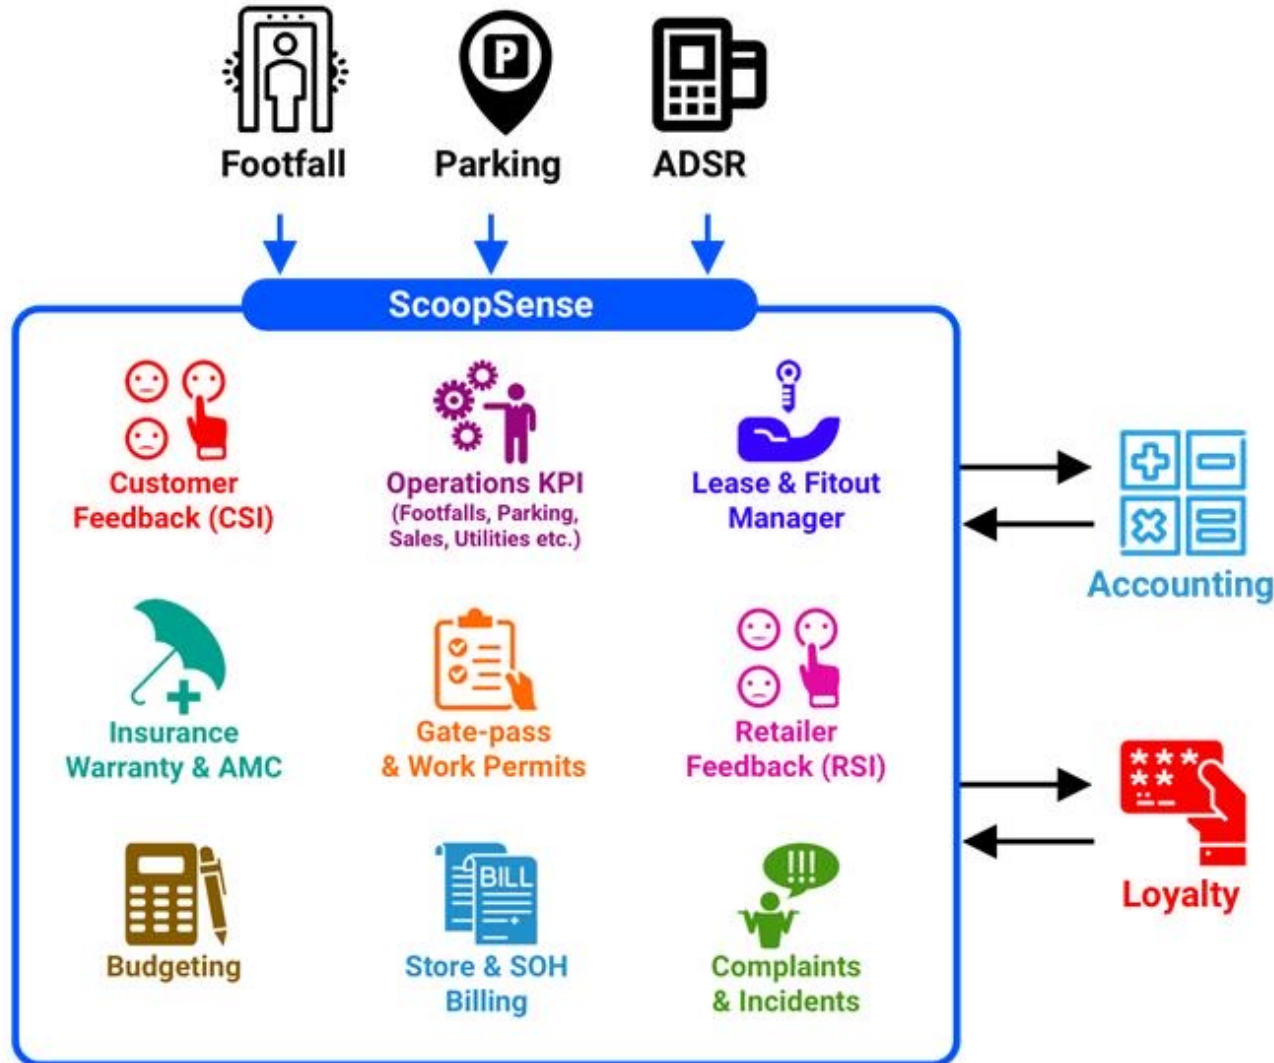 P
Footfall
Parking
ADSR
ScoopSense
Customer
Feedback (CSI)
Operations KPI
(Footfalls, Parking,
Sales, Utilities etc.)
Lease & Fitout
Manager
Accounting
Insurance
Warranty & AMC
Gate-pass
& Work Permits
Retailer
Feedback (RSI)
***
**
Loyalty
Budgeting
BILL
Store & SOH
Billing
!!!
Complaints
& Incidents